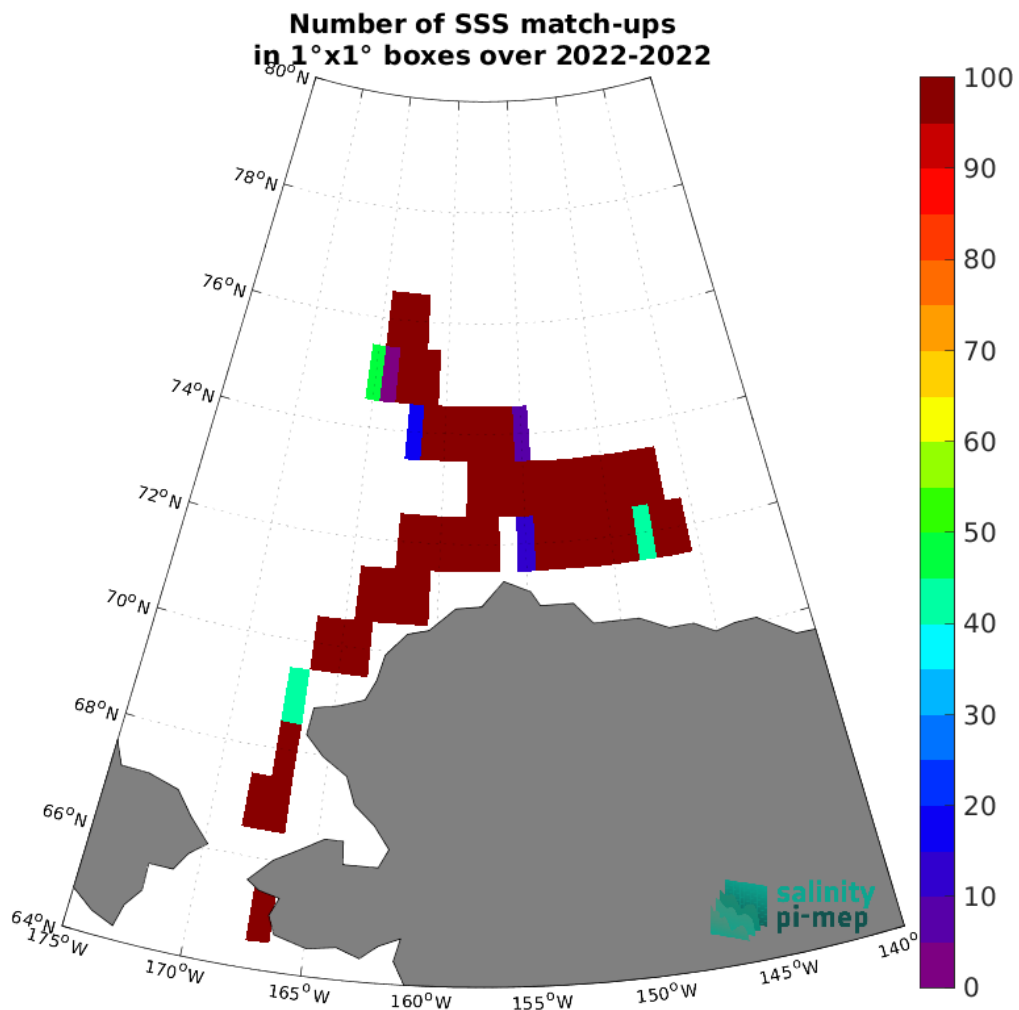 Number of SSS match-ups
in 1°x1° boxes over 2022-2022
80°N
78°N
76°N
74°N
72°N
70°N
68°N
66°N
64°N
175°W
170°W
165°W
160°W
155°W
150°W
145°W
140°
100
90
80
70
60
50
40
30
20
10
0
salinity
pi-mep